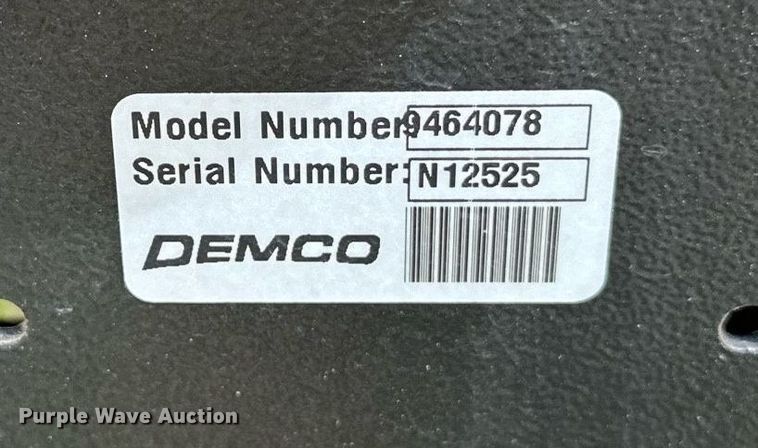 Model Number:9464078
Serial Number:N12525
DEMCO
Purple Wave Auction